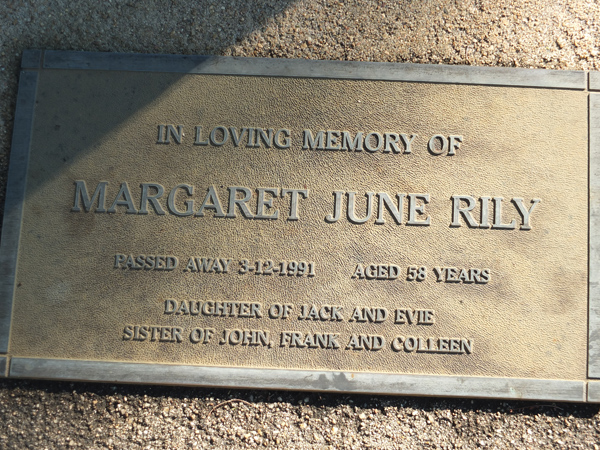 IN LOVING MEMORY OF
MARGARET JUNE RILY
PASSED AWAY 3-12-1991 AGED 58 YEARS
DAUGHTER OF JACK AND EVIE
SISTER OF JOHN, FRANK AND COLLEEN